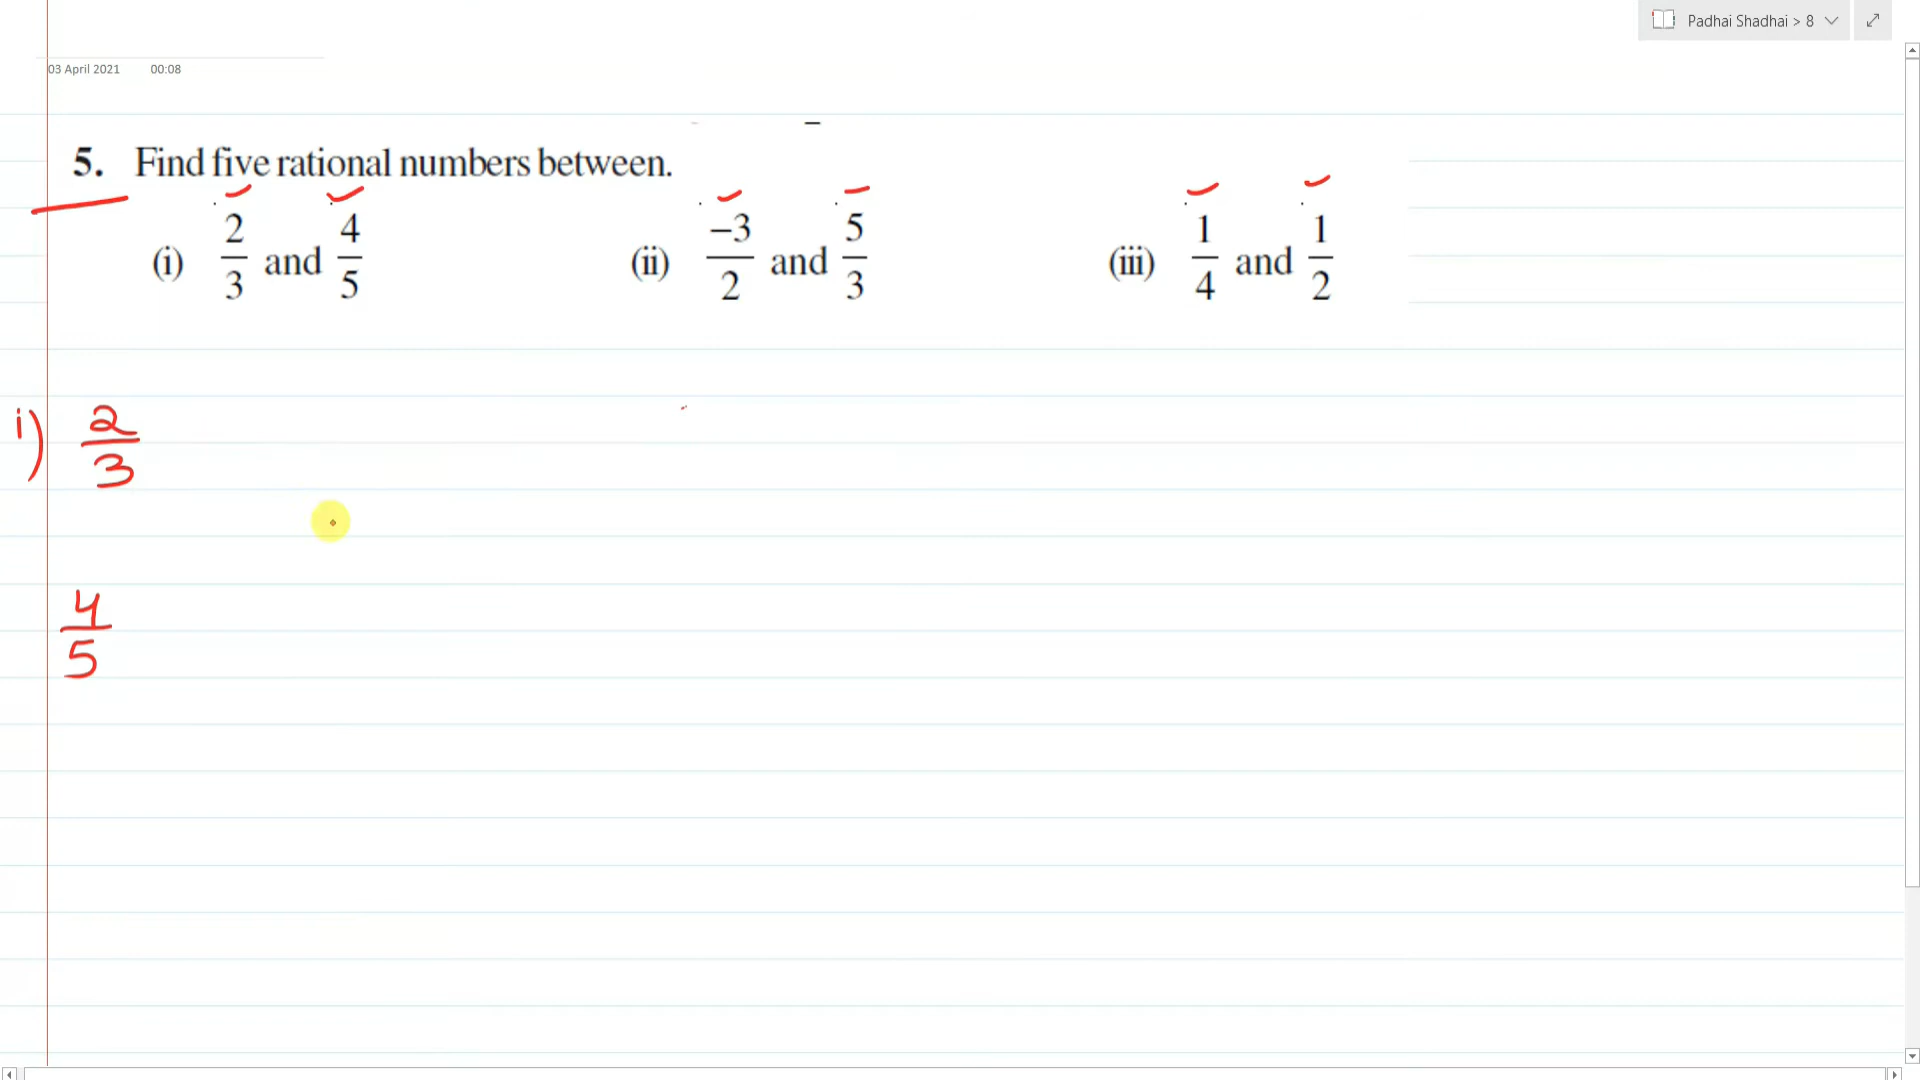 Padhai Shadhai > 8
03 April 2021 00:08
5. Find five rational numbers between.
(i) 2/3 and 4/5 (ii) −3/2 and 5/3 (iii) 1/4 and 1/2
i) 2/3
4/5